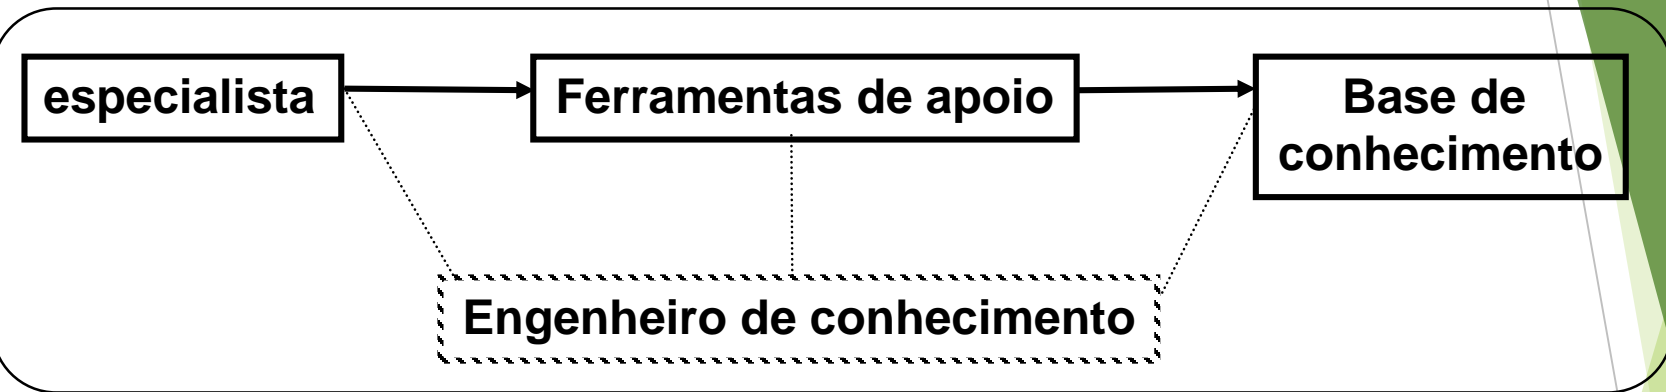 especialista
Ferramentas de apoio
Base de
conhecimento
Engenheiro de conhecimento